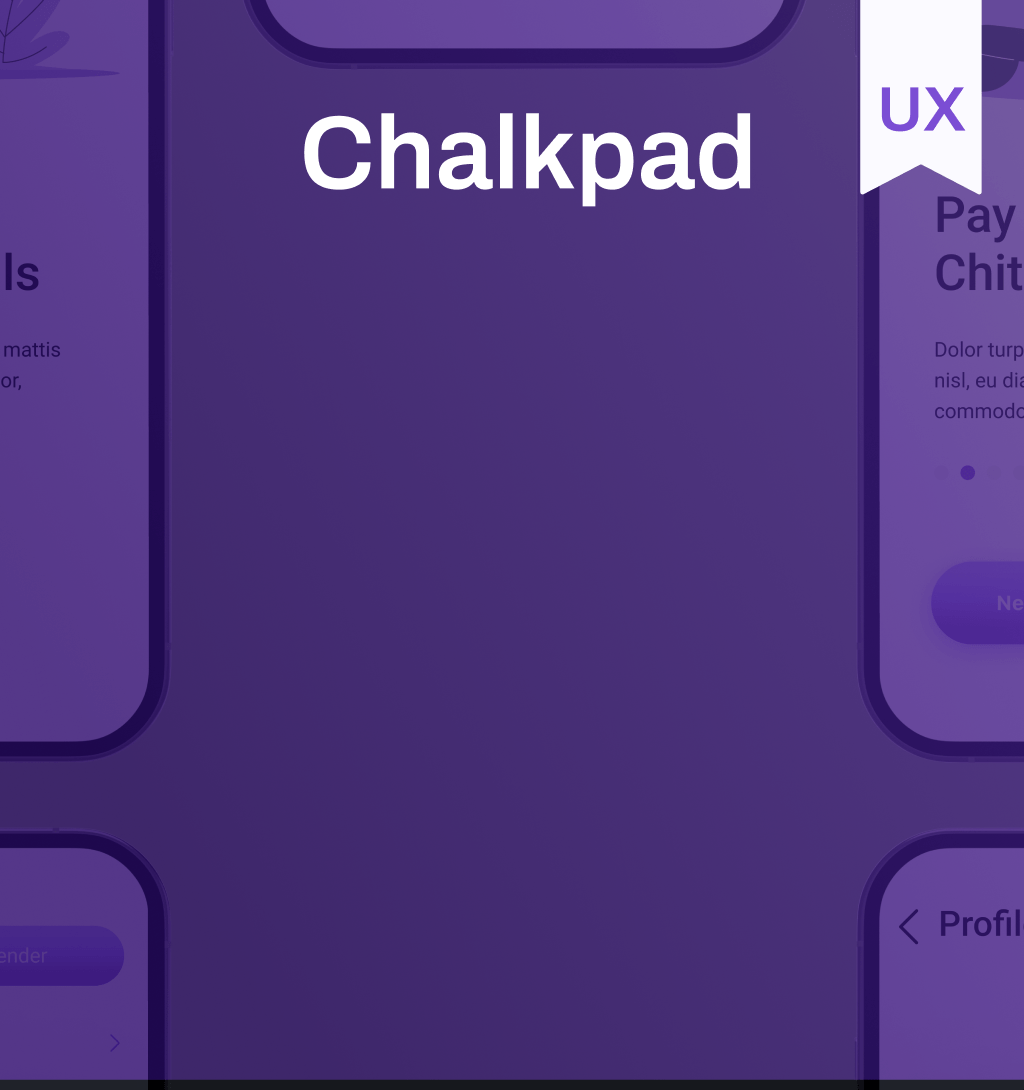 Chalkpad
UX
ls
mattis
or,
Pay
Chit
Dolor turp
nisl, eu dia
commodo
Ne
ender
Profil